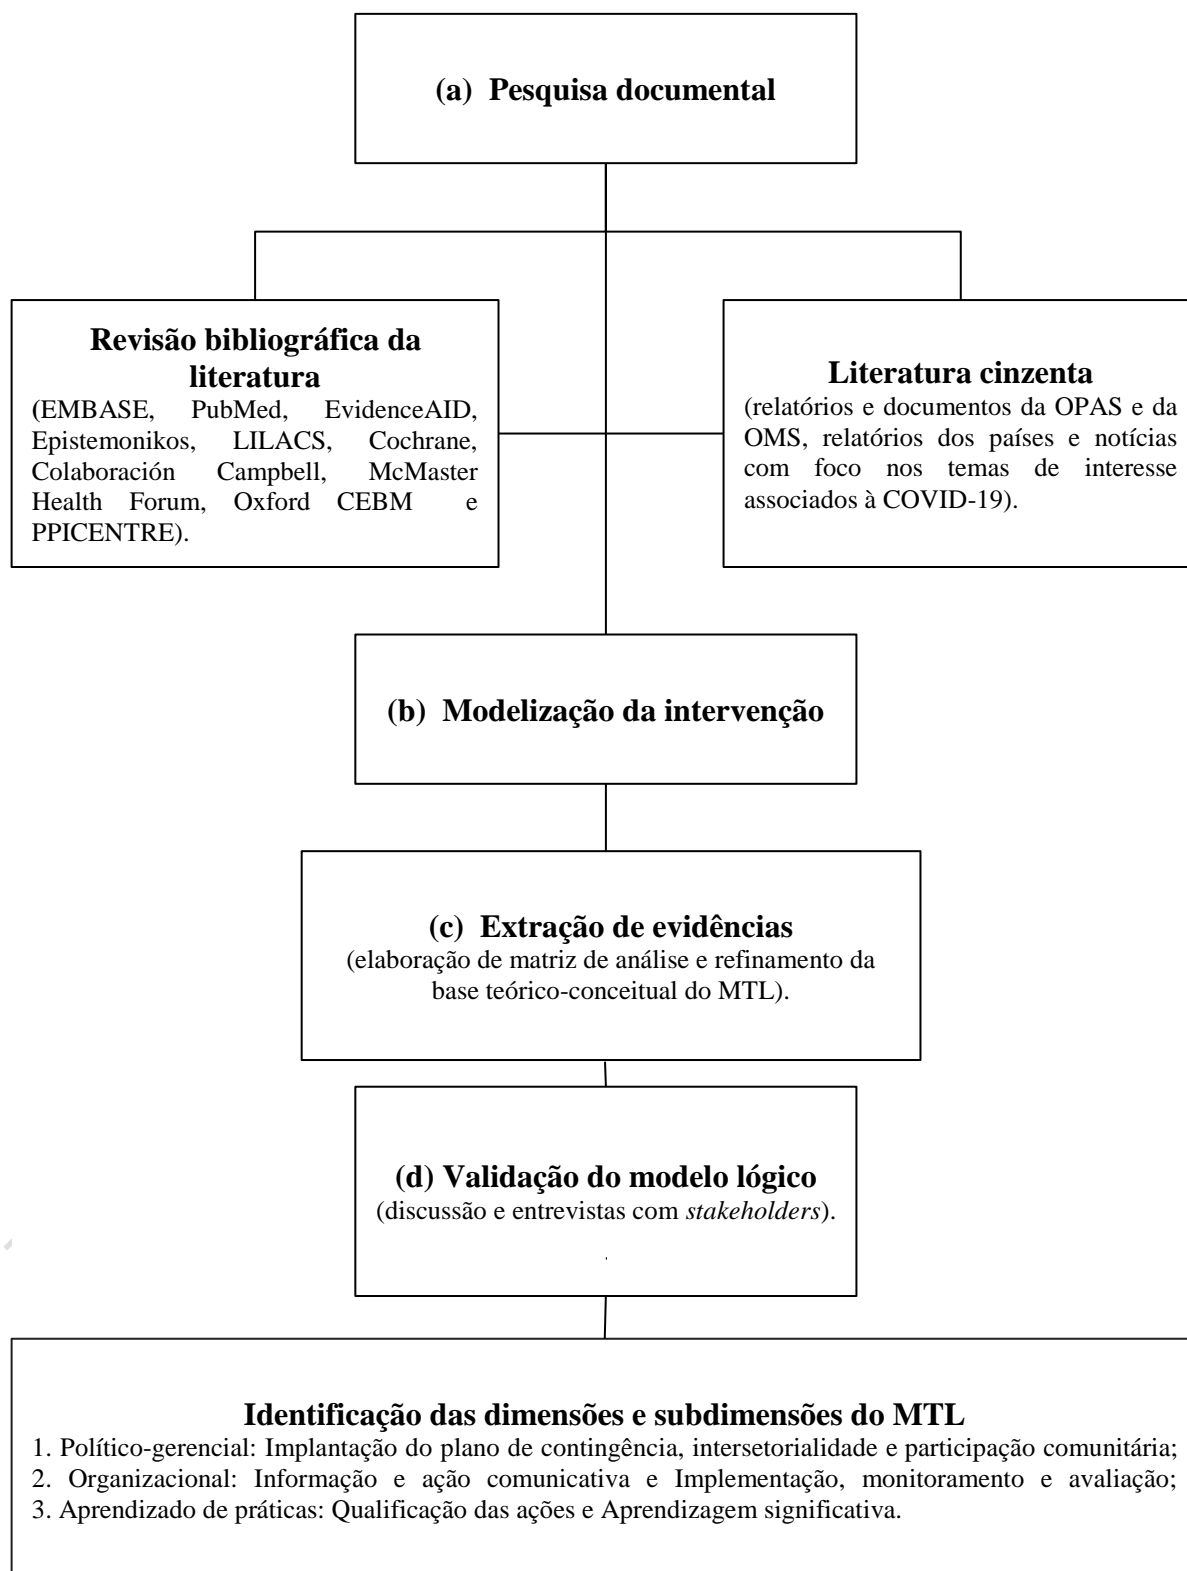 (a) Pesquisa documental
Revisão bibliográfica da
literatura
(EMBASE, PubMed, EvidenceAID,
Epistemonikos, LILACS, Cochrane,
Colaboración Campbell, McMaster
Health Forum, Oxford CEBM e
PPICENTRE).
Literatura cinzenta
(relatórios e documentos da OPAS e da
OMS, relatórios dos países e notícias
com foco nos temas de interesse
associados à COVID-19).
(b) Modelização da intervenção
(c) Extração de evidências
(elaboração de matriz de análise e refinamento da
base teórico-conceitual do MTL).
(d) Validação do modelo lógico
(discussão e entrevistas com stakeholders).
.
Identificação das dimensões e subdimensões do MTL
1. Político-gerencial: Implantação do plano de contingência, intersetorialidade e participação comunitária;
2. Organizacional: Informação e ação comunicativa e Implementação, monitoramento e avaliação;
3. Aprendizado de práticas: Qualificação das ações e Aprendizagem significativa.